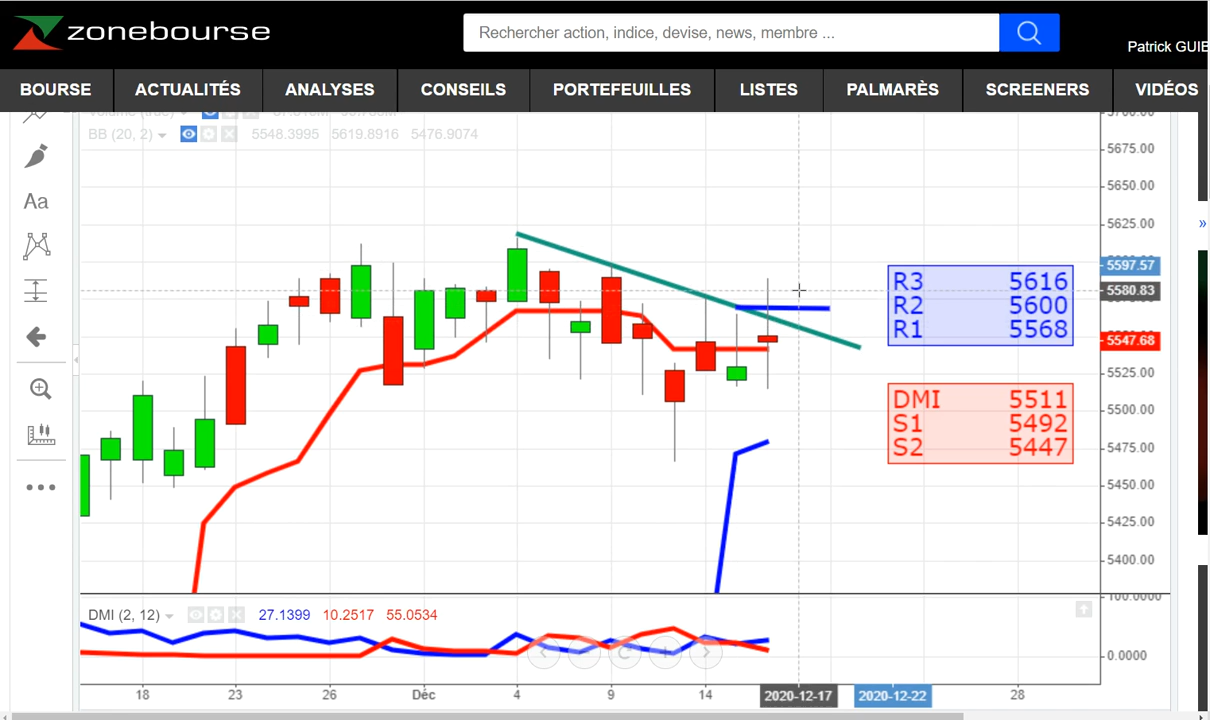 zonebourse
Rechercher action, indice, devise, news, membre ...
Patrick GUIE
BOURSE ACTUALITÉS ANALYSES CONSEILS PORTEFEUILLES LISTES PALMARÈS SCREENERS VIDÉOS
BB (20, 2) 5548.3995 5619.8916 5476.9074
5675.00
5650.00
5625.00
5597.57
5580.83
5547.68
5525.00
5500.00
5475.00
5450.00
5425.00
5400.00
Aa
R3 5616
R2 5600
R1 5568
DMI 5511
S1 5492
S2 5447
»
DMI (2, 12) 27.1399 10.2517 55.0534
100.0000
0.0000
18 23 26 Déc 4 9 14 2020-12-17 2020-12-22 28